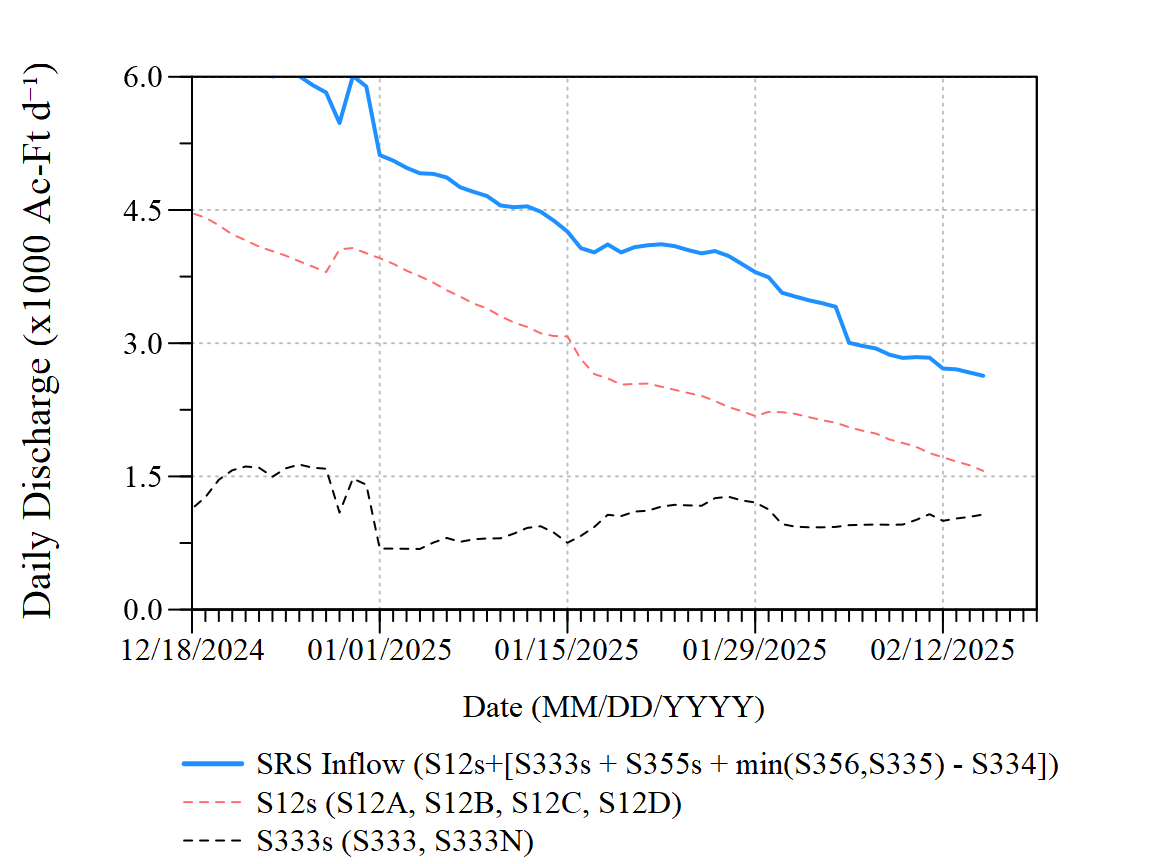 Daily Discharge (x1000 Ac-Ft d⁻¹)
6.0
4.5
3.0
1.5
0.0
12/18/2024 01/01/2025 01/15/2025 01/29/2025 02/12/2025
Date (MM/DD/YYYY)
SRS Inflow (S12s+[S333s + S355s + min(S356,S335) - S334])
S12s (S12A, S12B, S12C, S12D)
S333s (S333, S333N)